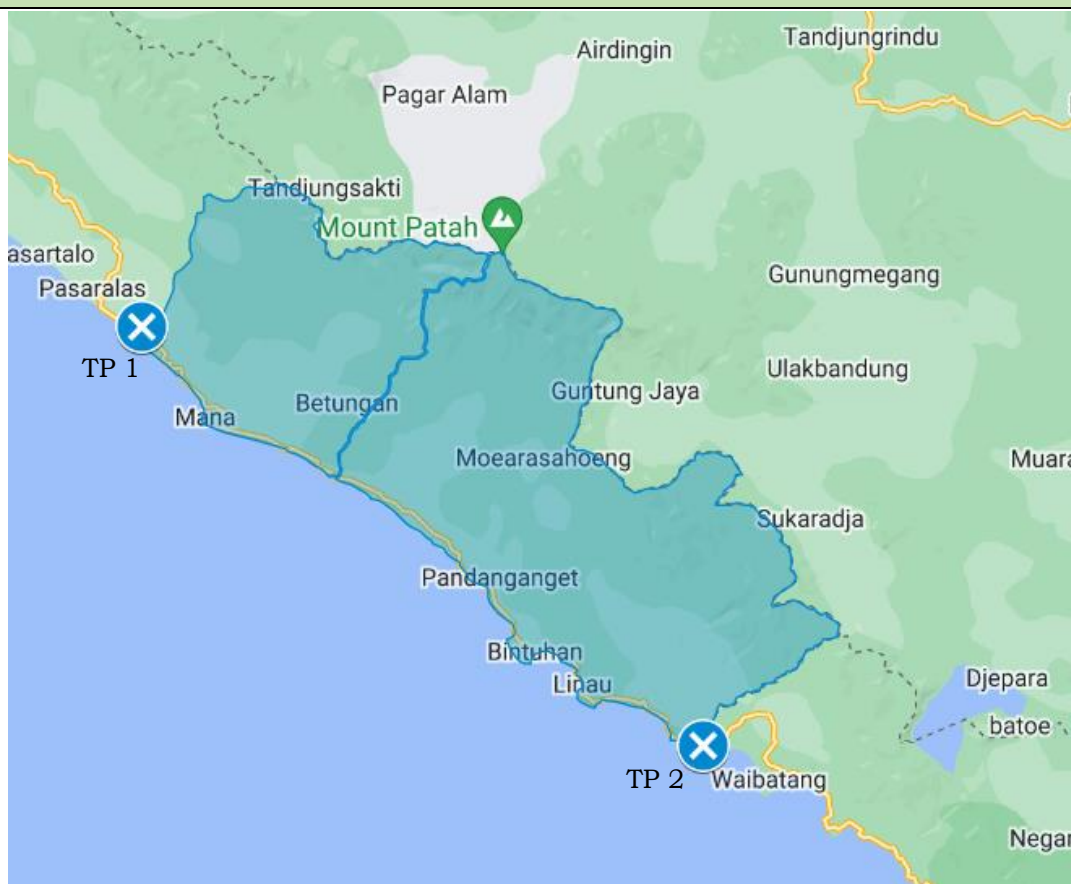 Tandjungrindu
Airdingin
Pagar Alam
Tandjungsakti
Mount Patah
asartalo
Gunungmegang
Pasaralas
TP 1
Ulakbandung
Guntung Jaya
Betungan
Mana
Moearasahoeng
Muara
Sukaradja
Pandanganget
Bintuhan
Linau
Djepara
batoe
TP 2
Waibatang
Negar